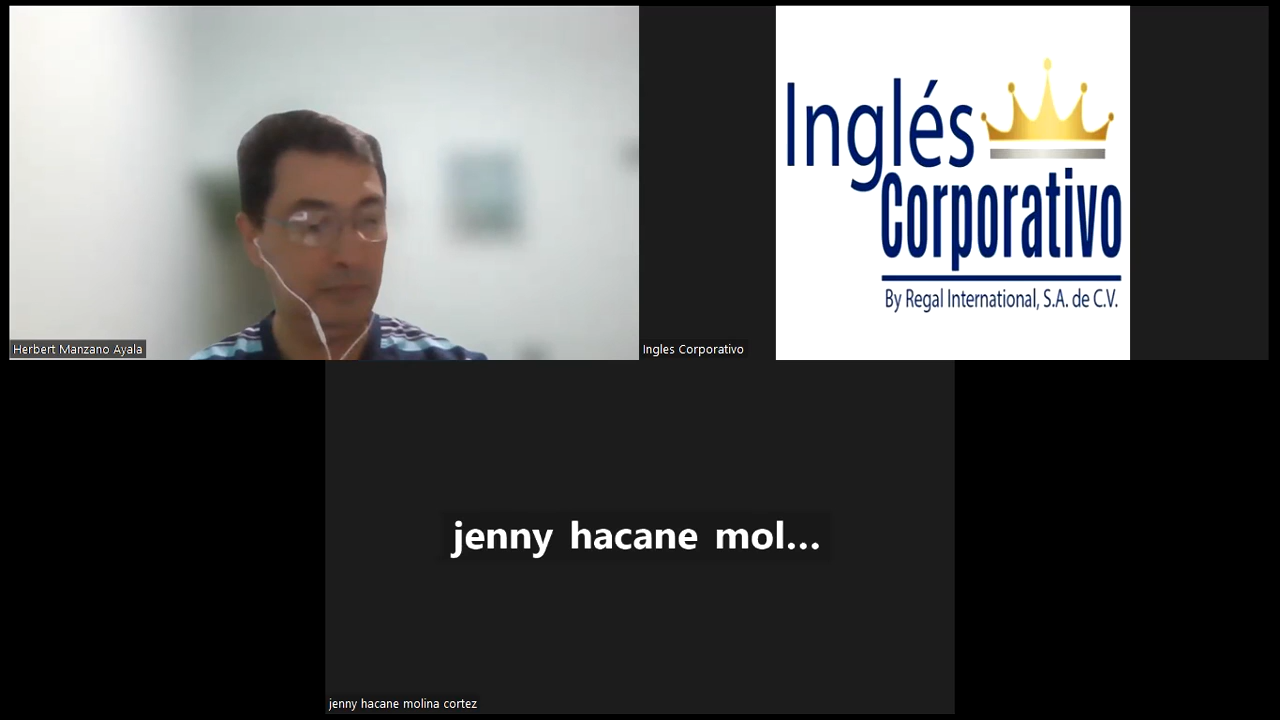 Herbert Manzano Ayala
Inglés
Corporativo
By Regal International, S.A. de C.V.
Ingles Corporativo
jenny hacane mol...
jenny hacane molina cortez